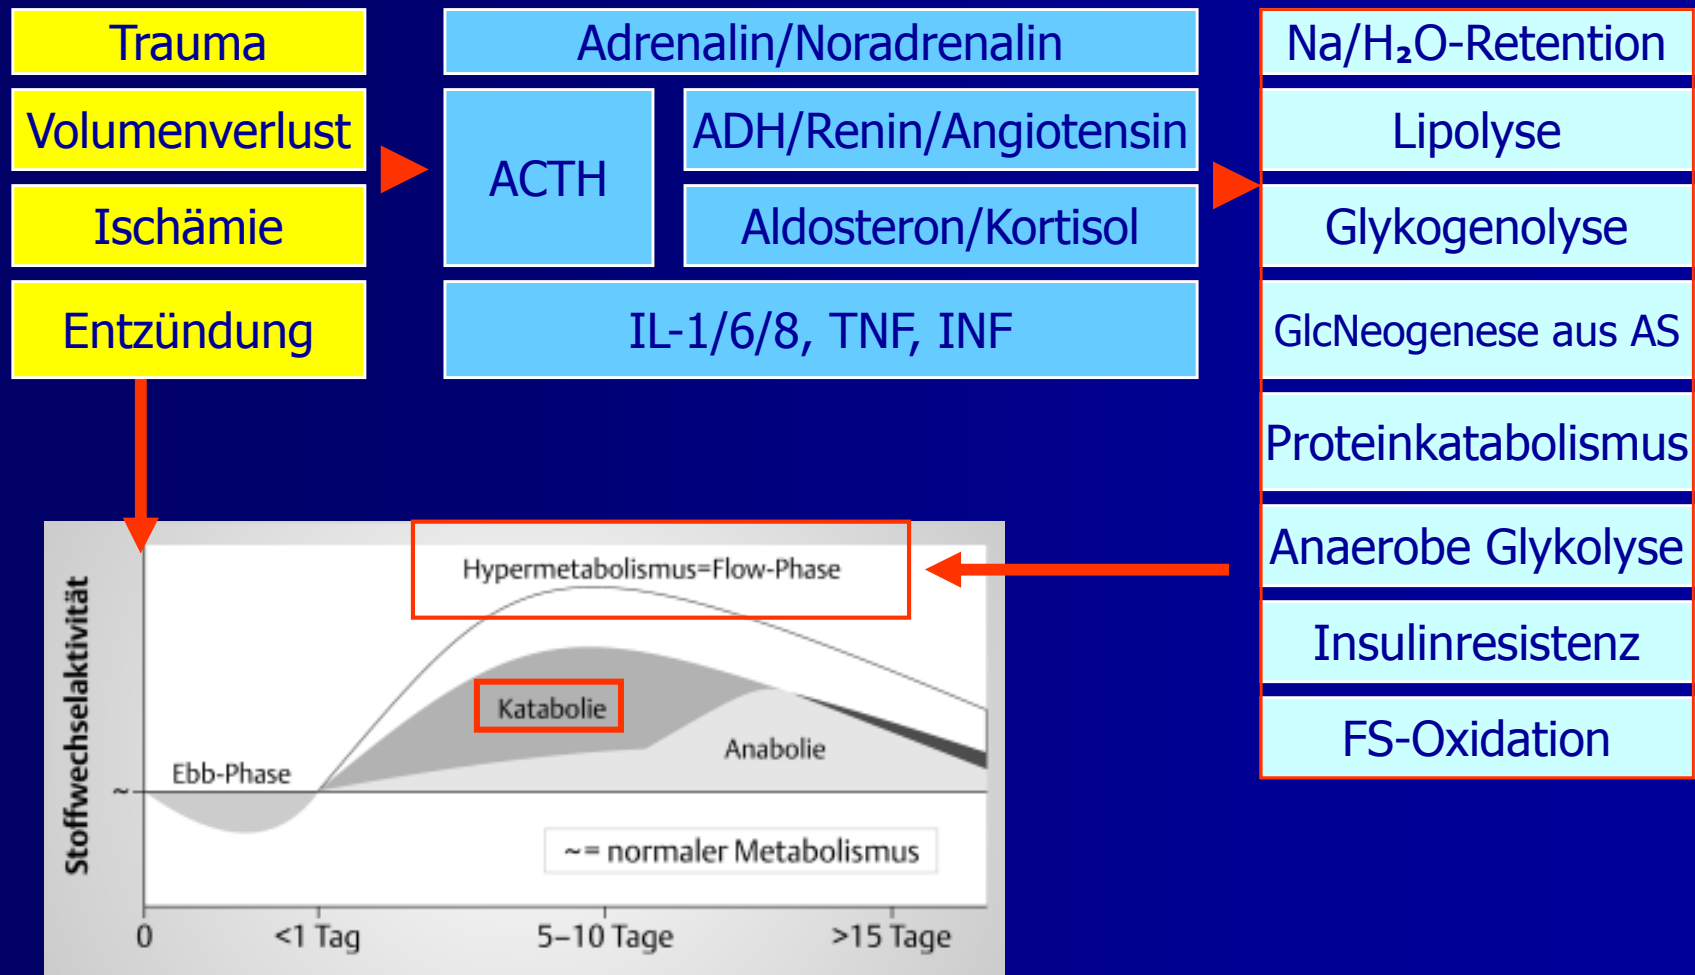 Trauma
Volumenverlust
Ischämie
Entzündung
Adrenalin/Noradrenalin
ACTH
ADH/Renin/Angiotensin
Aldosteron/Kortisol
IL-1/6/8, TNF, INF
Na/H₂O-Retention
Lipolyse
Glykogenolyse
GlcNeogenese aus AS
Proteinkatabolismus
Anaerobe Glykolyse
Insulinresistenz
FS-Oxidation
Stoffwechselaktivität
Hypermetabolismus=Flow-Phase
Katabolie
Anabolie
Ebb-Phase
~
~= normaler Metabolismus
0 <1 Tag 5–10 Tage >15 Tage